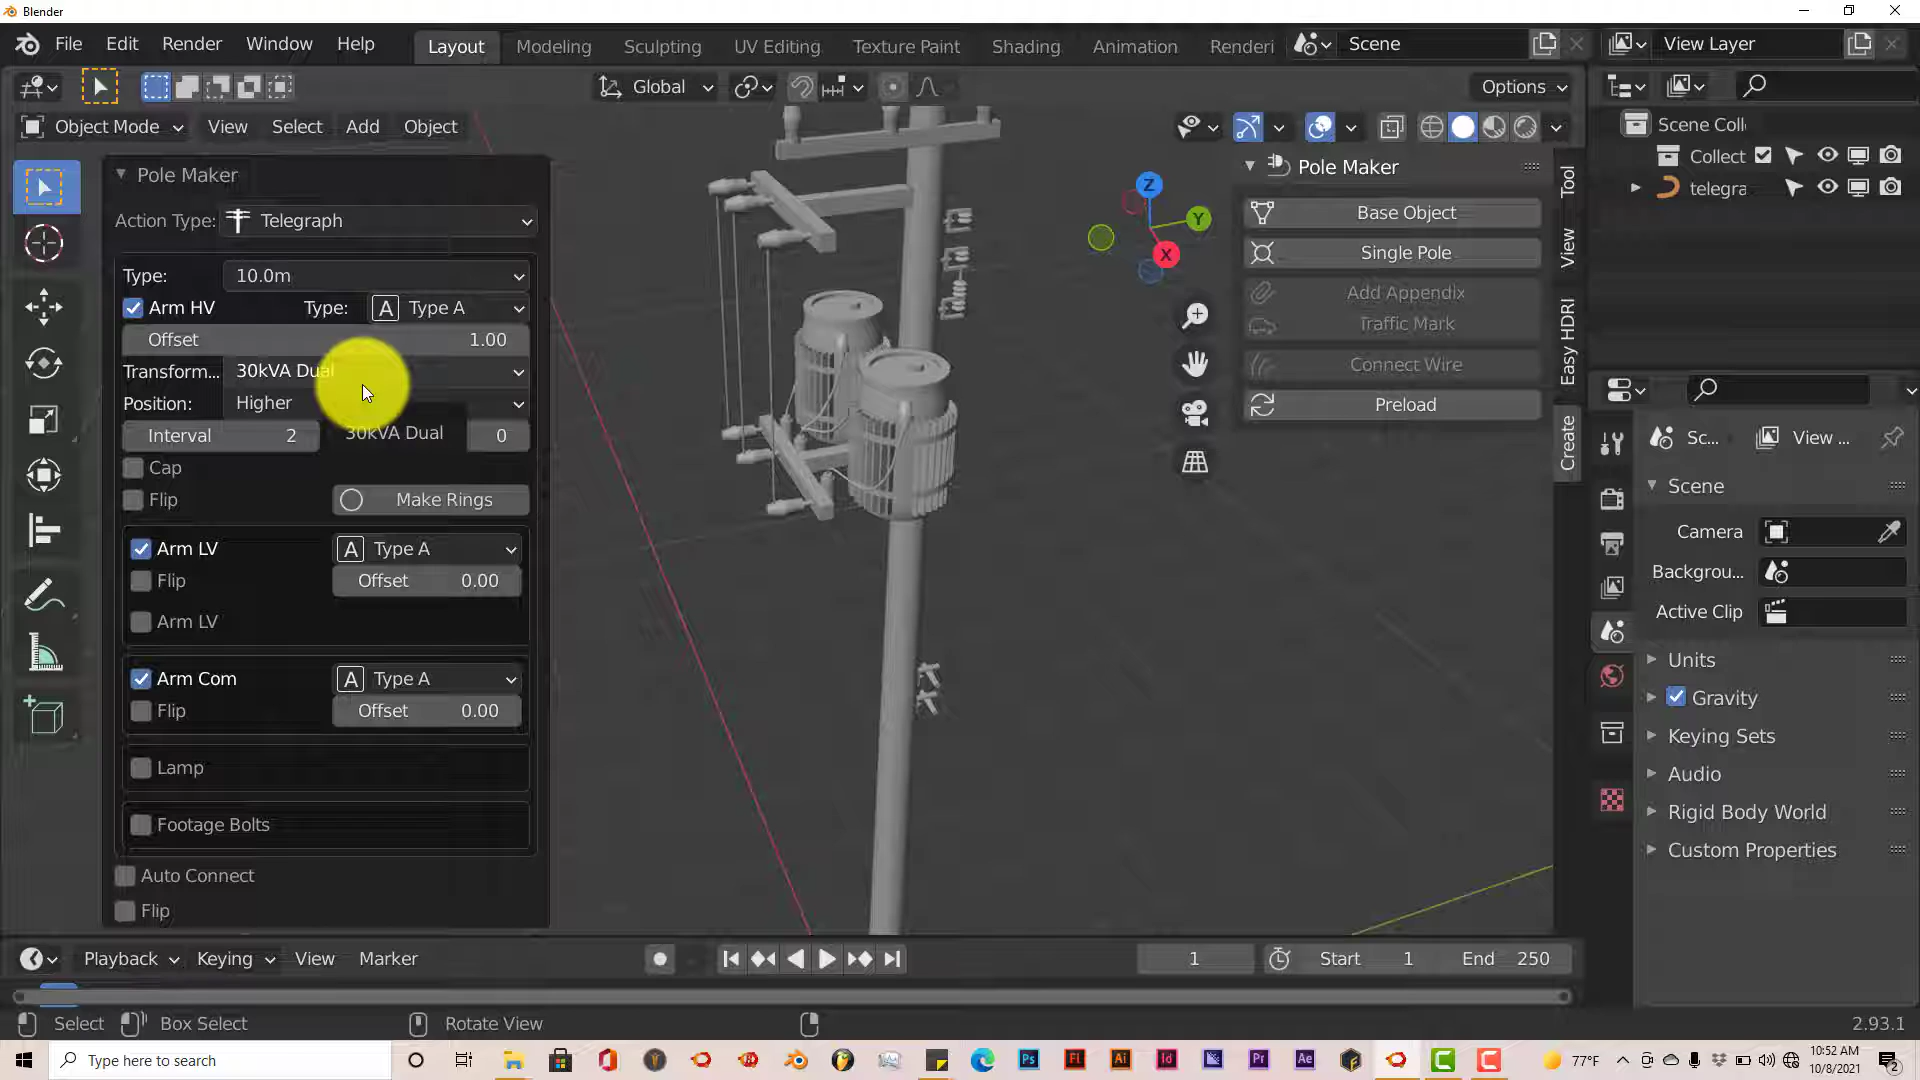 Blender
File Edit Render Window Help Layout Modeling Sculpting UV Editing Texture Paint Shading Animation Renderi Scene View Layer
Global Options
Object Mode View Select Add Object
Scene Coll
Collect
telegra
Pole Maker
Action Type: Telegraph
Type: 10.0m
Arm HV Type: A Type A
Offset 1.00
Transform... 30kVA Dual
Position: Higher
Interval 2 30kVA Dual 0
Cap
Flip Make Rings
Arm LV A Type A
Flip Offset 0.00
Arm LV
Arm Com A Type A
Flip Offset 0.00
Lamp
Footage Bolts
Auto Connect
Flip
Z
Y
X
Pole Maker
Base Object
Single Pole
Add Appendix
Traffic Mark
Connect Wire
Preload
Tool
View
Easy HDRI
Create
Sc... View ...
Scene
Camera
Backgrou...
Active Clip
Units
Gravity
Keying Sets
Audio
Rigid Body World
Custom Properties
Playback Keying View Marker 1 Start 1 End 250
Select Box Select Rotate View 2.93.1
Type here to search Ps Fl Ai Id Pr Ae 77°F 10:52 AM
10/8/2021 2